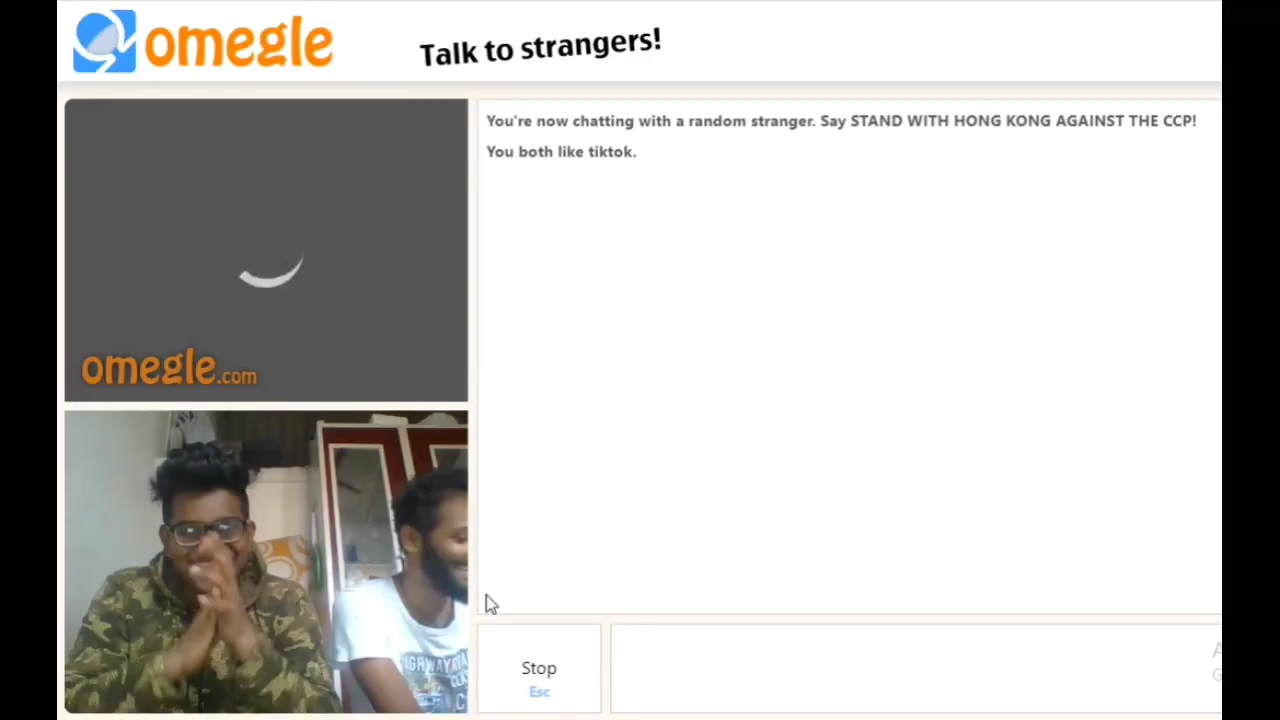 omegle
Talk to strangers!
You're now chatting with a random stranger. Say STAND WITH HONG KONG AGAINST THE CCP!
You both like tiktok.
omegle.com
Stop
Esc